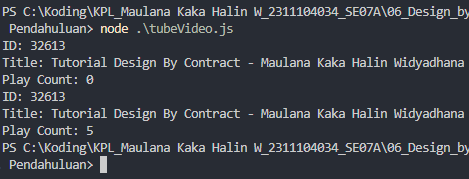 PS C:\Koding\KPL_Maulana Kaka Halin W_2311104034_SE07A\06_Design_by
Pendahuluan> node .\tubeVideo.js
ID: 32613
Title: Tutorial Design By Contract - Maulana Kaka Halin Widyadhana
Play Count: 0
ID: 32613
Title: Tutorial Design By Contract - Maulana Kaka Halin Widyadhana
Play Count: 5
PS C:\Koding\KPL_Maulana Kaka Halin W_2311104034_SE07A\06_Design_by
Pendahuluan>